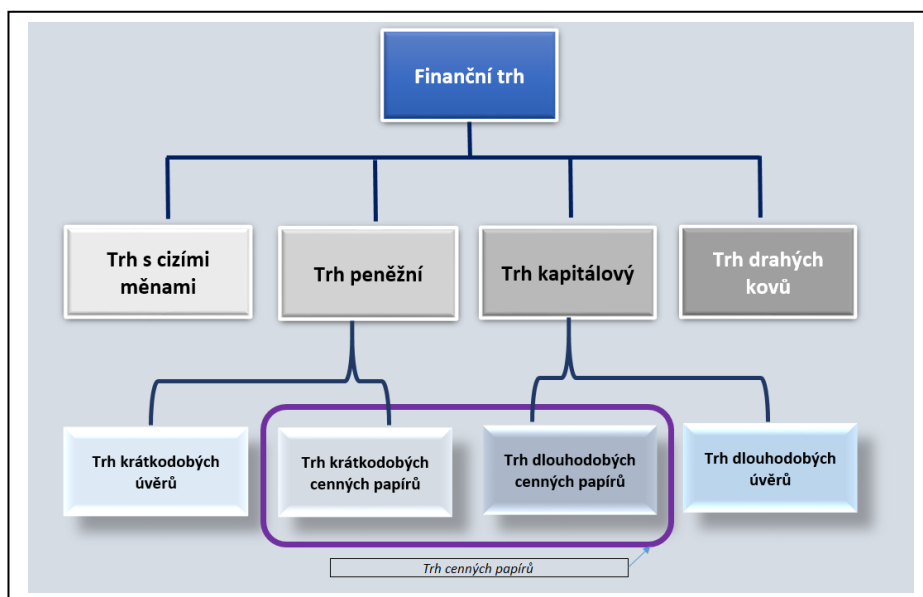 Finanční trh
Trh s cizími
měnami
Trh peněžní
Trh kapitálový
Trh drahých
kovů
Trh krátkodobých
úvěrů
Trh krátkodobých
cenných papírů
Trh dlouhodobých
cenných papírů
Trh dlouhodobých
úvěrů
Trh cenných papírů